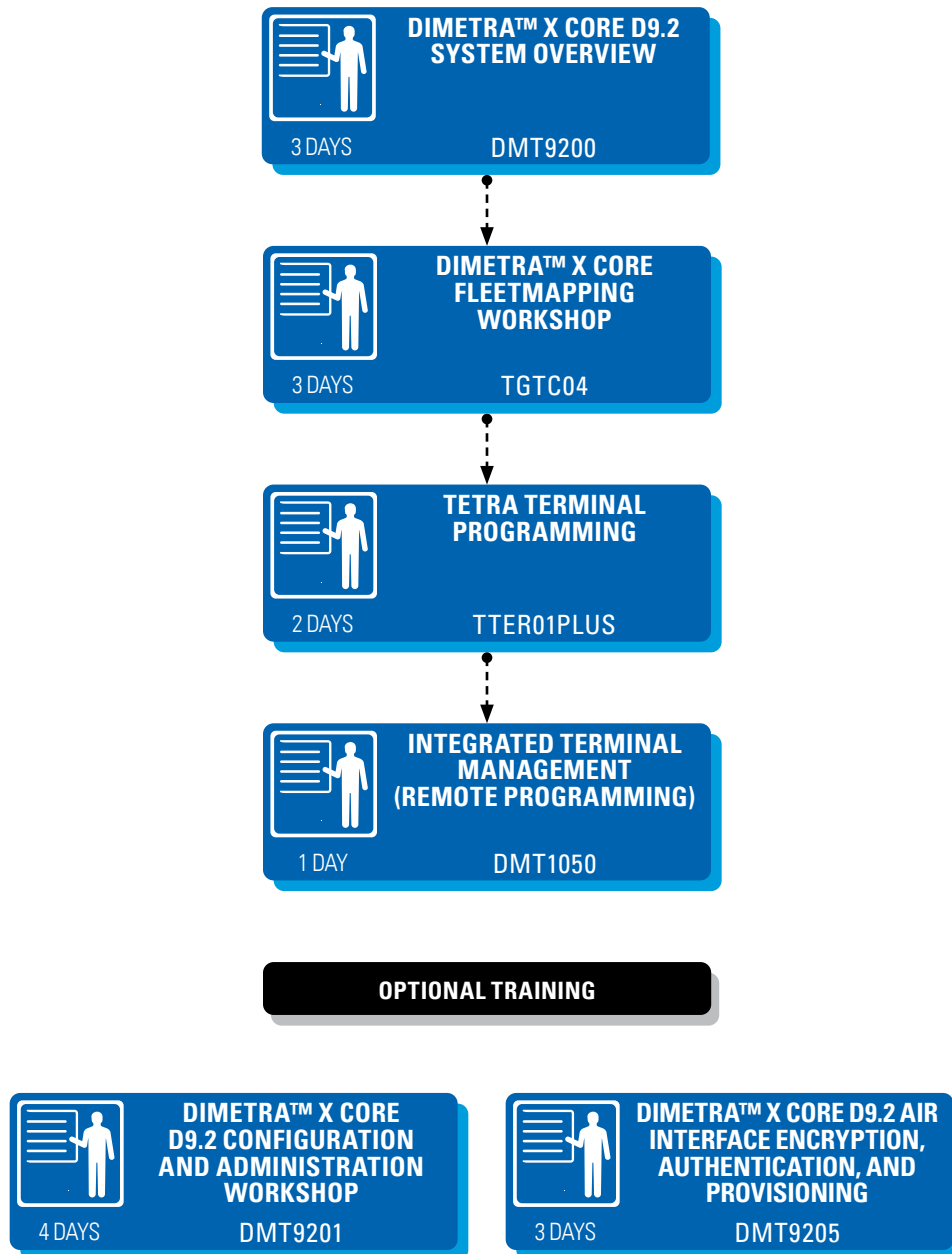 DIMETRA™ X CORE D9.2
SYSTEM OVERVIEW
3 DAYS
DMT9200
DIMETRA™ X CORE
FLEETMAPPING
WORKSHOP
3 DAYS
TGTC04
TETRA TERMINAL
PROGRAMMING
2 DAYS
TTER01PLUS
INTEGRATED TERMINAL
MANAGEMENT
(REMOTE PROGRAMMING)
1 DAY
DMT1050
OPTIONAL TRAINING
DIMETRA™ X CORE
D9.2 CONFIGURATION
AND ADMINISTRATION
WORKSHOP
4 DAYS
DMT9201
DIMETRA™ X CORE D9.2 AIR
INTERFACE ENCRYPTION,
AUTHENTICATION, AND
PROVISIONING
3 DAYS
DMT9205